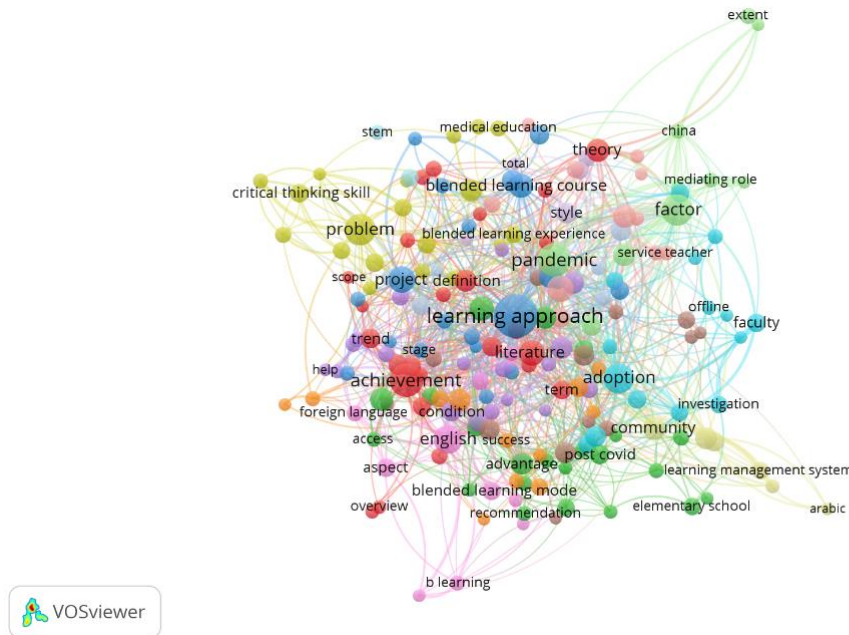 extent
china
stem
medical education
theory
total
mediating role
critical thinking skill
blended learning course
factor
style
problem
blended learning experience
pandemic
service teacher
scope
project
definition
offline
learning approach
faculty
trend
stage
literature
help
achievement
adoption
term
investigation
foreign language
condition
community
access
english
success
post covid
aspect
advantage
learning management system
blended learning mode
overview
recommendation
elementary school
arabic
b learning
VOSviewer